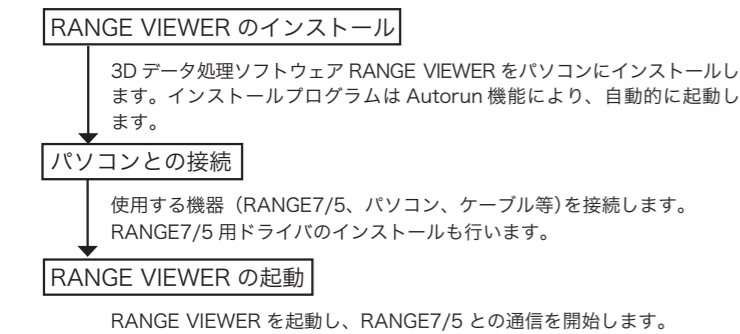 RANGE VIEWER のインストール
3D データ処理ソフトウェア RANGE VIEWER をパソコンにインストールし
ます。インストールプログラムは Autorun 機能により、自動的に起動し
ます。
パソコンとの接続
使用する機器（RANGE7/5、パソコン、ケーブル等)を接続します。
RANGE7/5 用ドライバのインストールも行います。
RANGE VIEWER の起動
RANGE VIEWER を起動し、RANGE7/5 との通信を開始します。